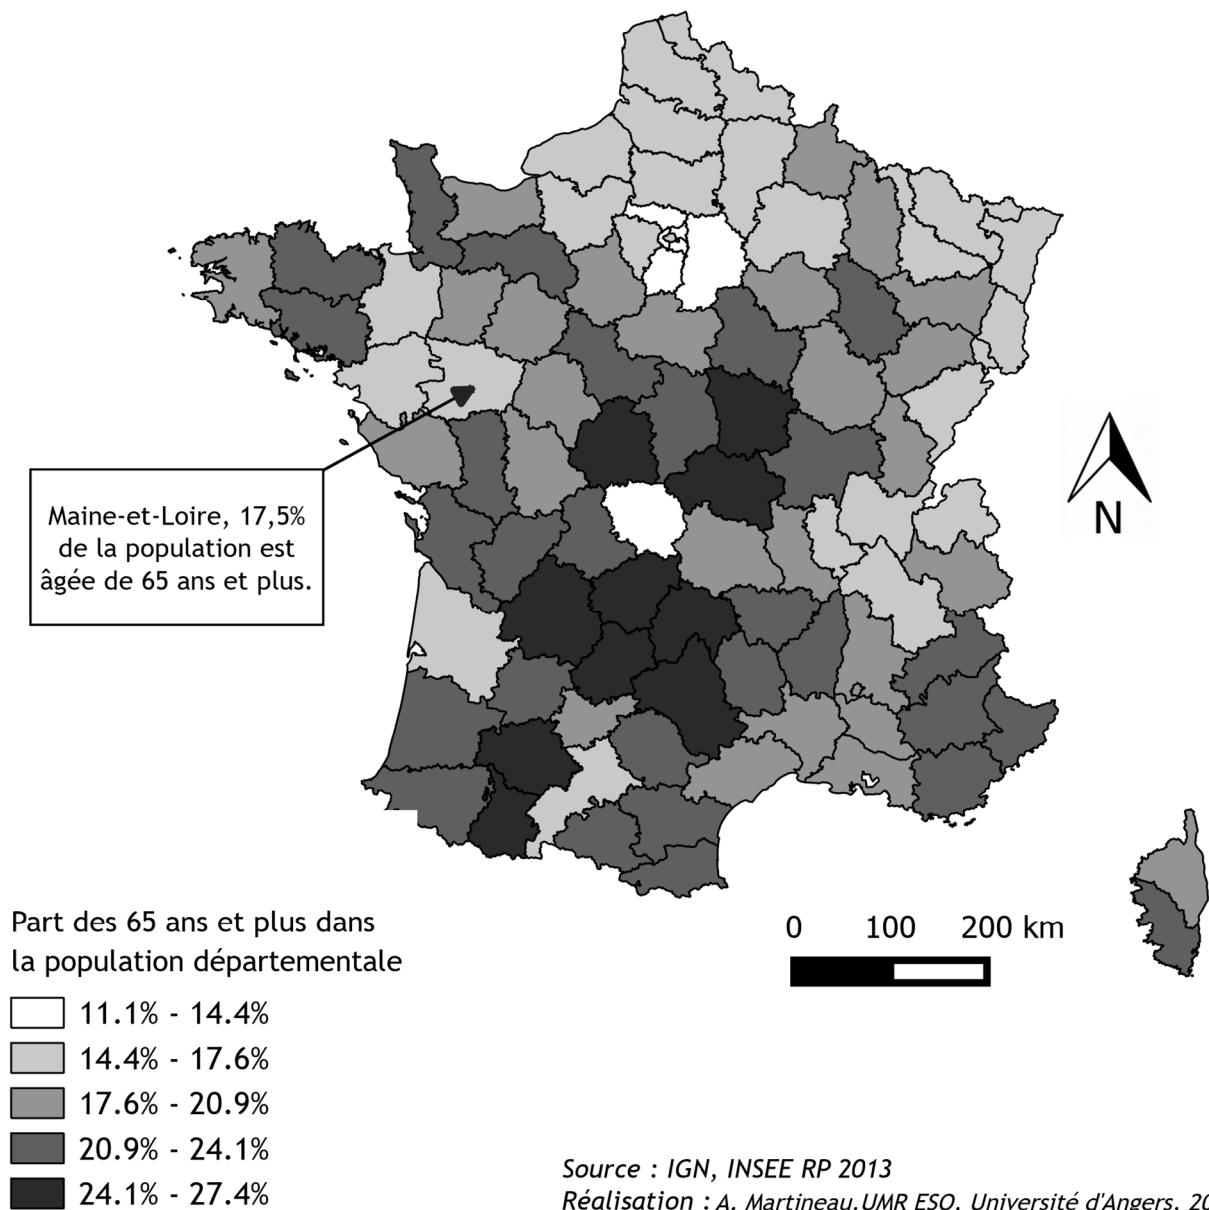 Maine-et-Loire, 17,5%
de la population est
âgée de 65 ans et plus.
N
Part des 65 ans et plus dans
la population départementale
11.1% - 14.4%
14.4% - 17.6%
17.6% - 20.9%
20.9% - 24.1%
24.1% - 27.4%
0 100 200 km
Source : IGN, INSEE RP 2013
Réalisation : A. Martineau,UMR ESO, Université d'Angers, 20